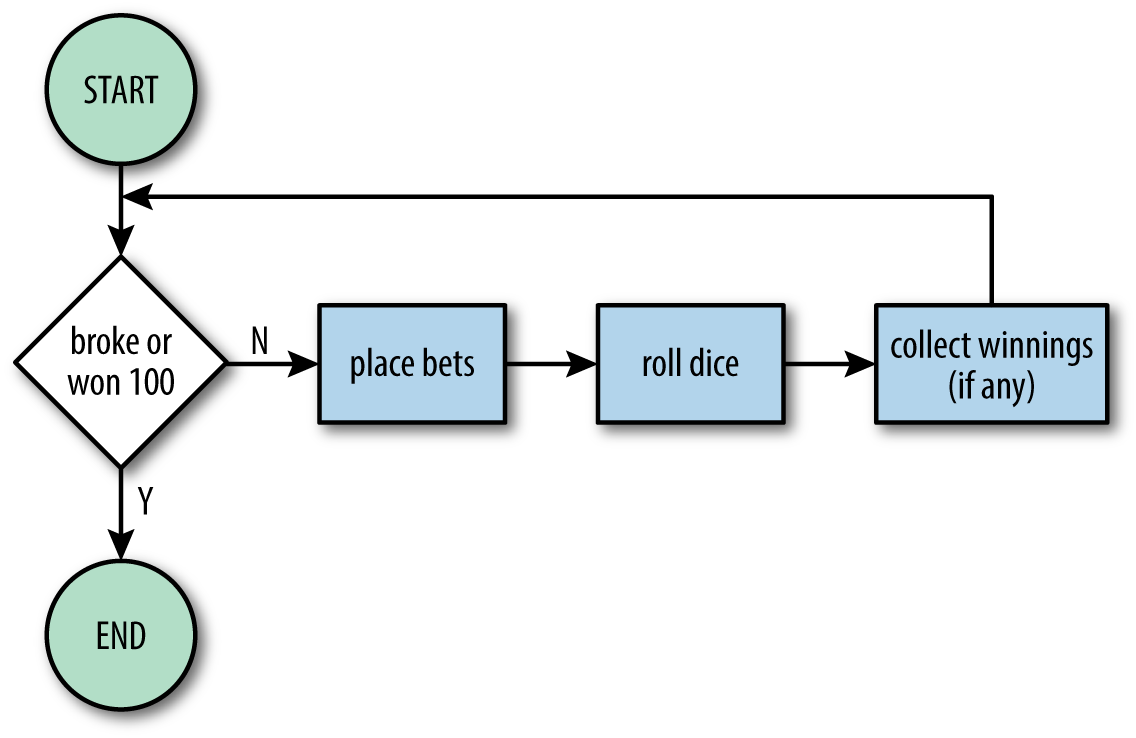 START
broke or
won 100
N
place bets
roll dice
collect winnings
(if any)
Y
END